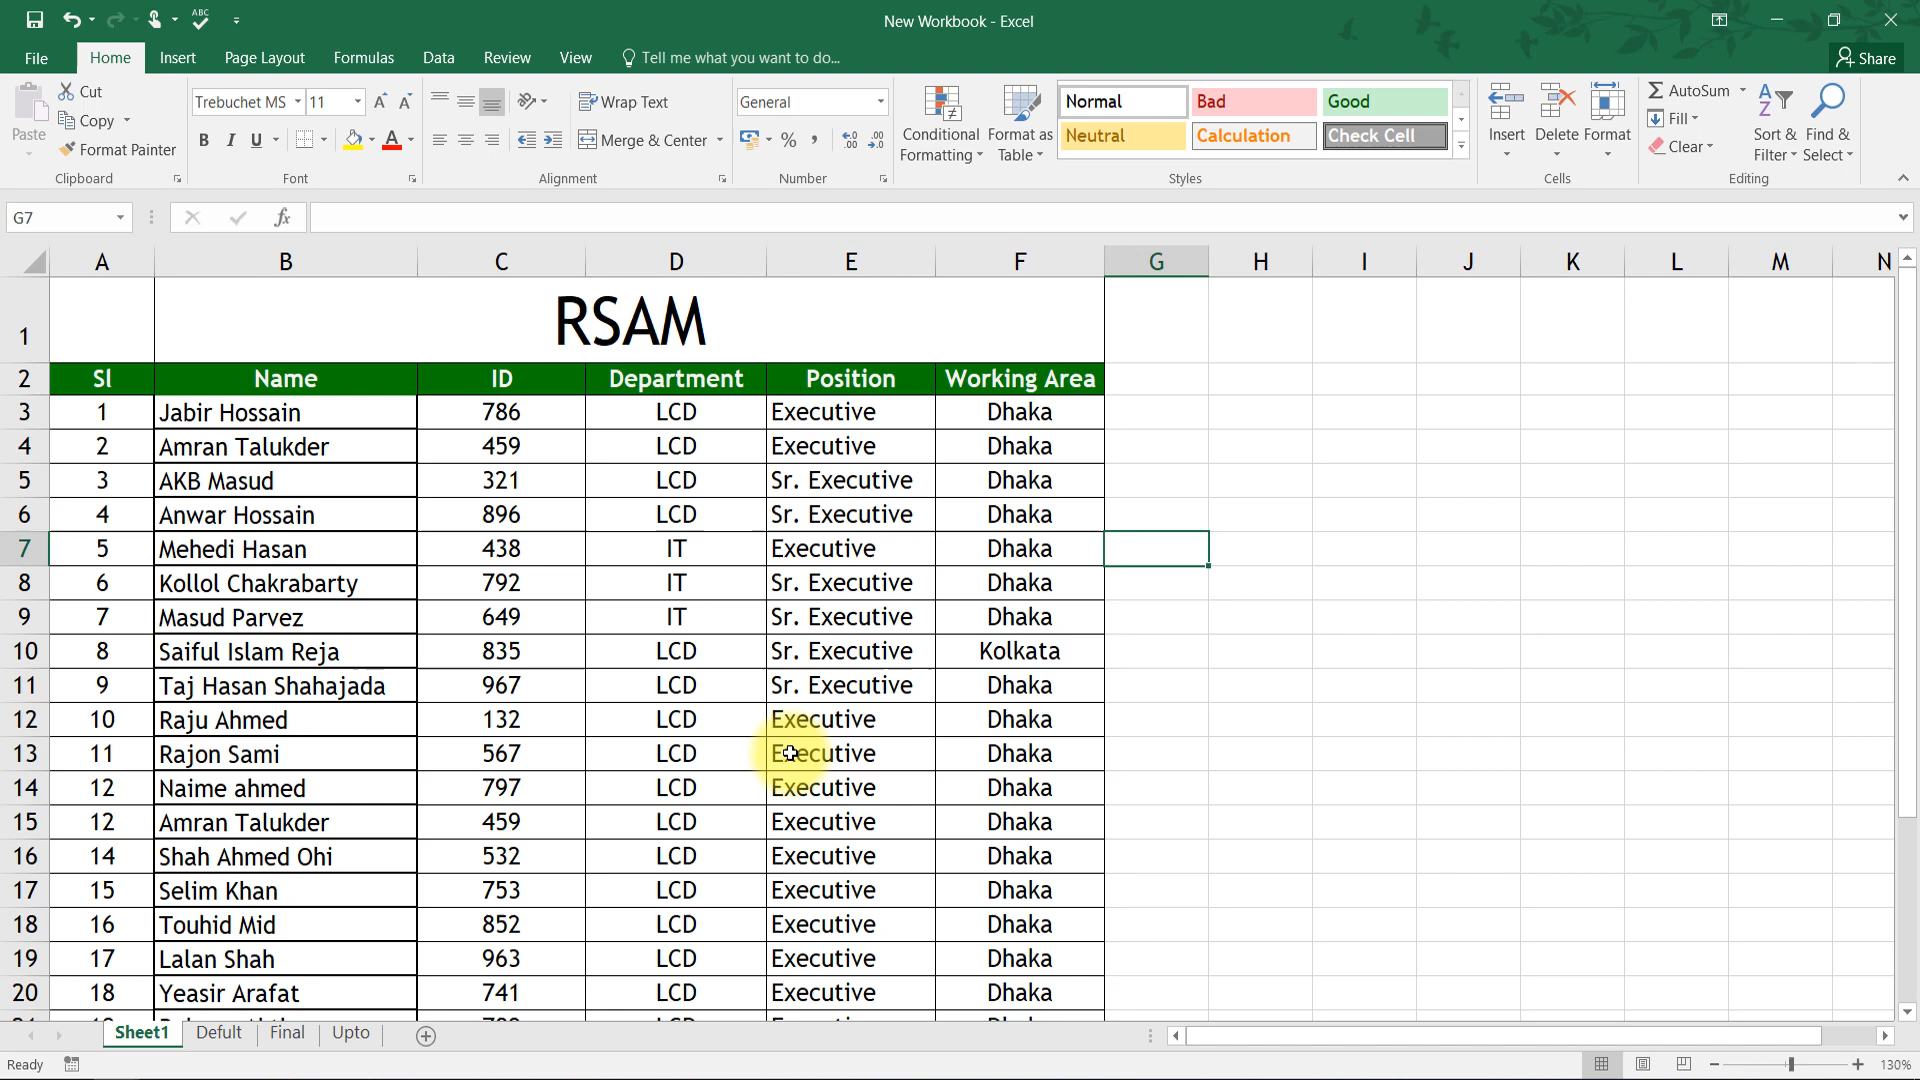 ABC
New Workbook - Excel
File Home Insert Page Layout Formulas Data Review View Tell me what you want to do... Share
Paste
Cut
Copy
Format Painter
Clipboard
Trebuchet MS 11
B I U A
Font
Wrap Text
Merge & Center
Alignment
General
% ,
Number
Conditional Formatting
Format as Table
Normal Bad Good
Neutral Calculation Check Cell
Styles
Insert Delete Format
Cells
AutoSum
Fill
Clear
Sort & Filter
Find & Select
Editing
G7 fx
A B C D E F G H I J K L M N
1 RSAM
2 Sl Name ID Department Position Working Area
3 1 Jabir Hossain 786 LCD Executive Dhaka
4 2 Amran Talukder 459 LCD Executive Dhaka
5 3 AKB Masud 321 LCD Sr. Executive Dhaka
6 4 Anwar Hossain 896 LCD Sr. Executive Dhaka
7 5 Mehedi Hasan 438 IT Executive Dhaka
8 6 Kollol Chakrabarty 792 IT Sr. Executive Dhaka
9 7 Masud Parvez 649 IT Sr. Executive Dhaka
10 8 Saiful Islam Reja 835 LCD Sr. Executive Kolkata
11 9 Taj Hasan Shahajada 967 LCD Sr. Executive Dhaka
12 10 Raju Ahmed 132 LCD Executive Dhaka
13 11 Rajon Sami 567 LCD Executive Dhaka
14 12 Naime ahmed 797 LCD Executive Dhaka
15 12 Amran Talukder 459 LCD Executive Dhaka
16 14 Shah Ahmed Ohi 532 LCD Executive Dhaka
17 15 Selim Khan 753 LCD Executive Dhaka
18 16 Touhid Mid 852 LCD Executive Dhaka
19 17 Lalan Shah 963 LCD Executive Dhaka
20 18 Yeasir Arafat 741 LCD Executive Dhaka
Sheet1 Defult Final Upto
Ready 130%